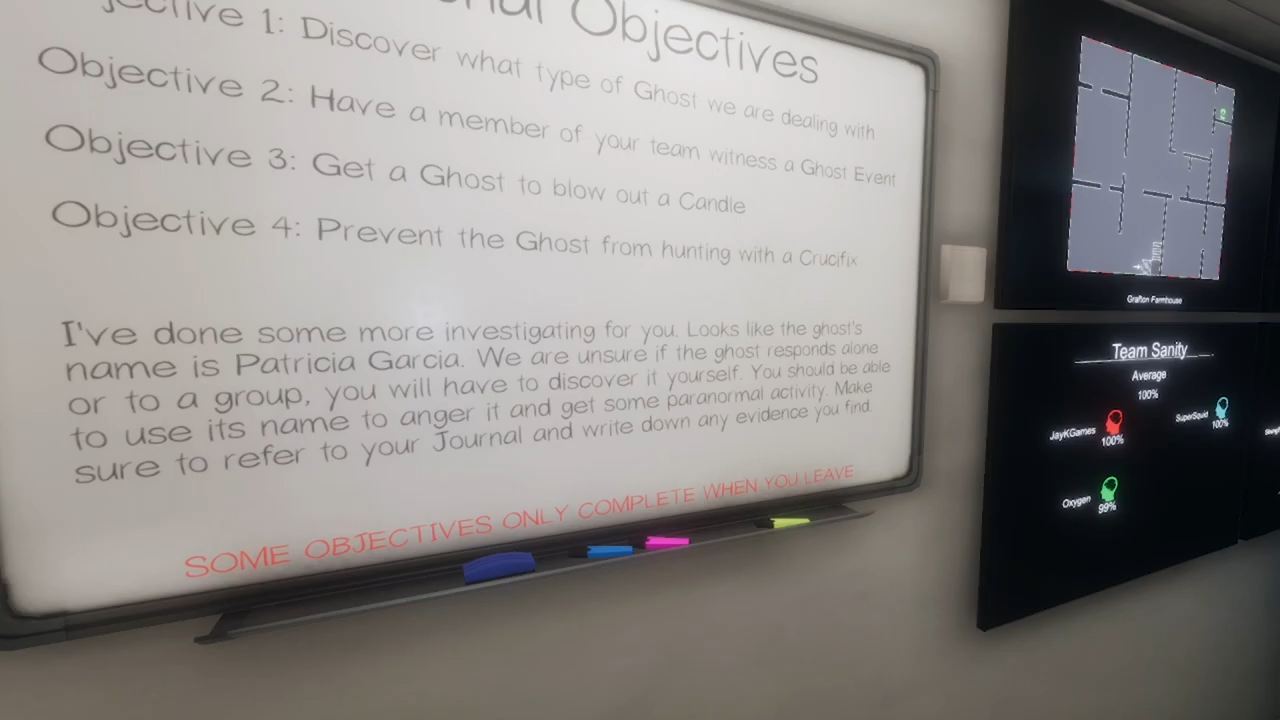 Objectives
Objective 1: Discover what type of Ghost we are dealing with
Objective 2: Have a member of your team witness a Ghost Event
Objective 3: Get a Ghost to blow out a Candle
Objective 4: Prevent the Ghost from hunting with a Crucifix
I've done some more investigating for you. Looks like the ghost's
name is Patricia Garcia. We are unsure if the ghost responds alone
or to a group, you will have to discover it yourself. You should be able
to use its name to anger it and get some paranormal activity. Make
sure to refer to your Journal and write down any evidence you find.
SOME OBJECTIVES ONLY COMPLETE WHEN YOU LEAVE
Grafton Farmhouse
Team Sanity
Average
100%
JayKGames
100%
SuperSquid
100%
Oxygen
99%